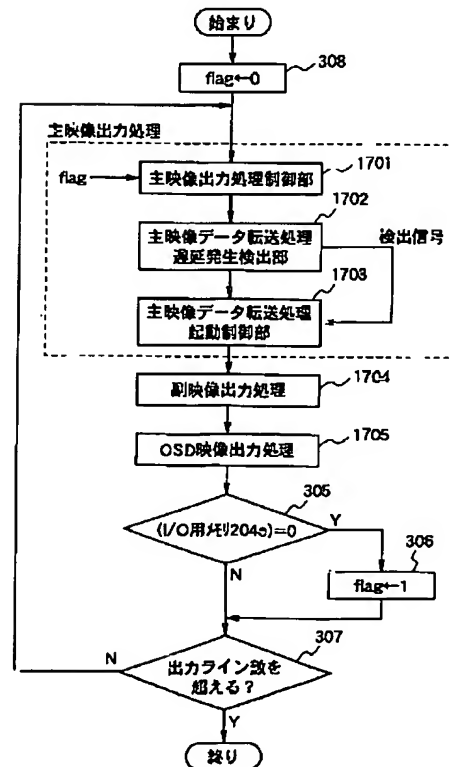 始まり
308
flag←0
主映像出力処理
1701
flag
主映像出力処理制御部
1702
検出信号
主映像データ転送処理
遅延発生検出部
1703
主映像データ転送処理
起動制御部
1704
副映像出力処理
1705
OSD映像出力処理
305
(I/O用メモリ204a)=0
Y
306
N
flag←1
307
N
出力ライン数を
超える?
Y
終り